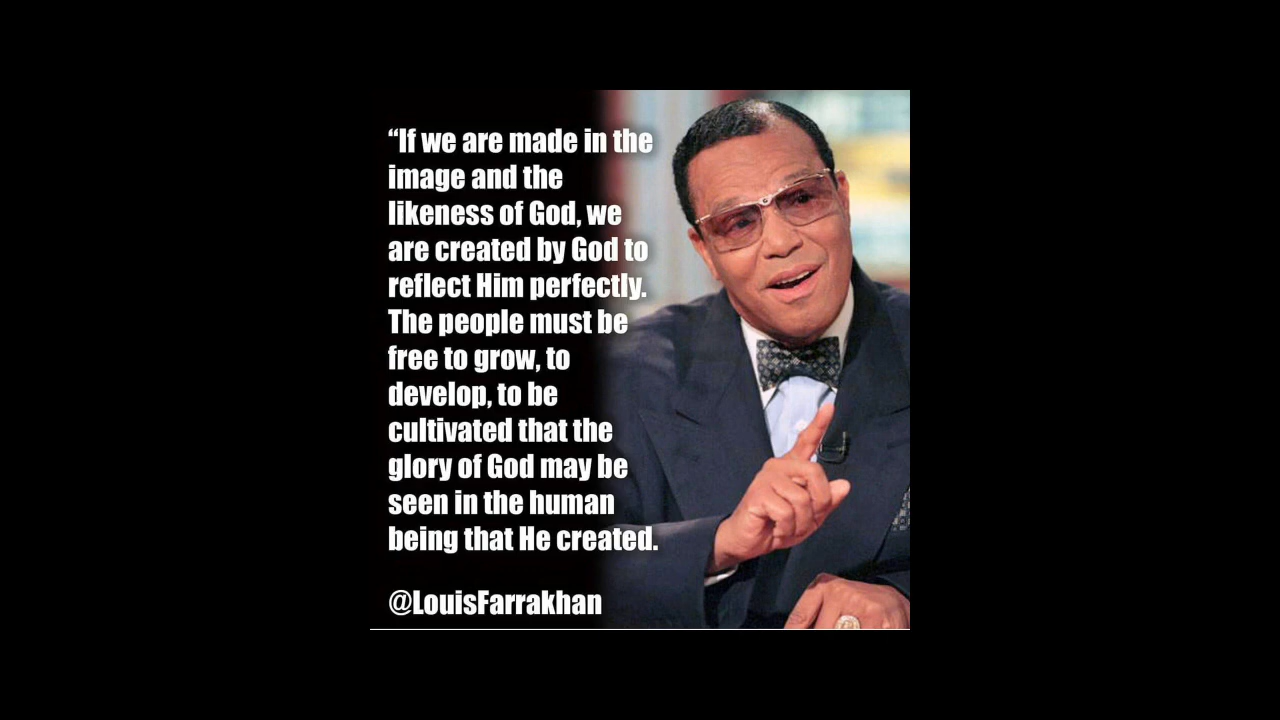 “If we are made in the
image and the
likeness of God, we
are created by God to
reflect Him perfectly.
The people must be
free to grow, to
develop, to be
cultivated that the
glory of God may be
seen in the human
being that He created.
@LouisFarrakhan